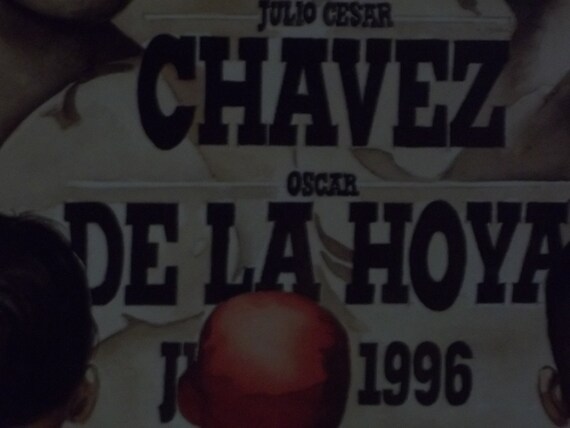 JULIO CESAR
CHAVEZ
OSCAR
DE LA HOYA
1996